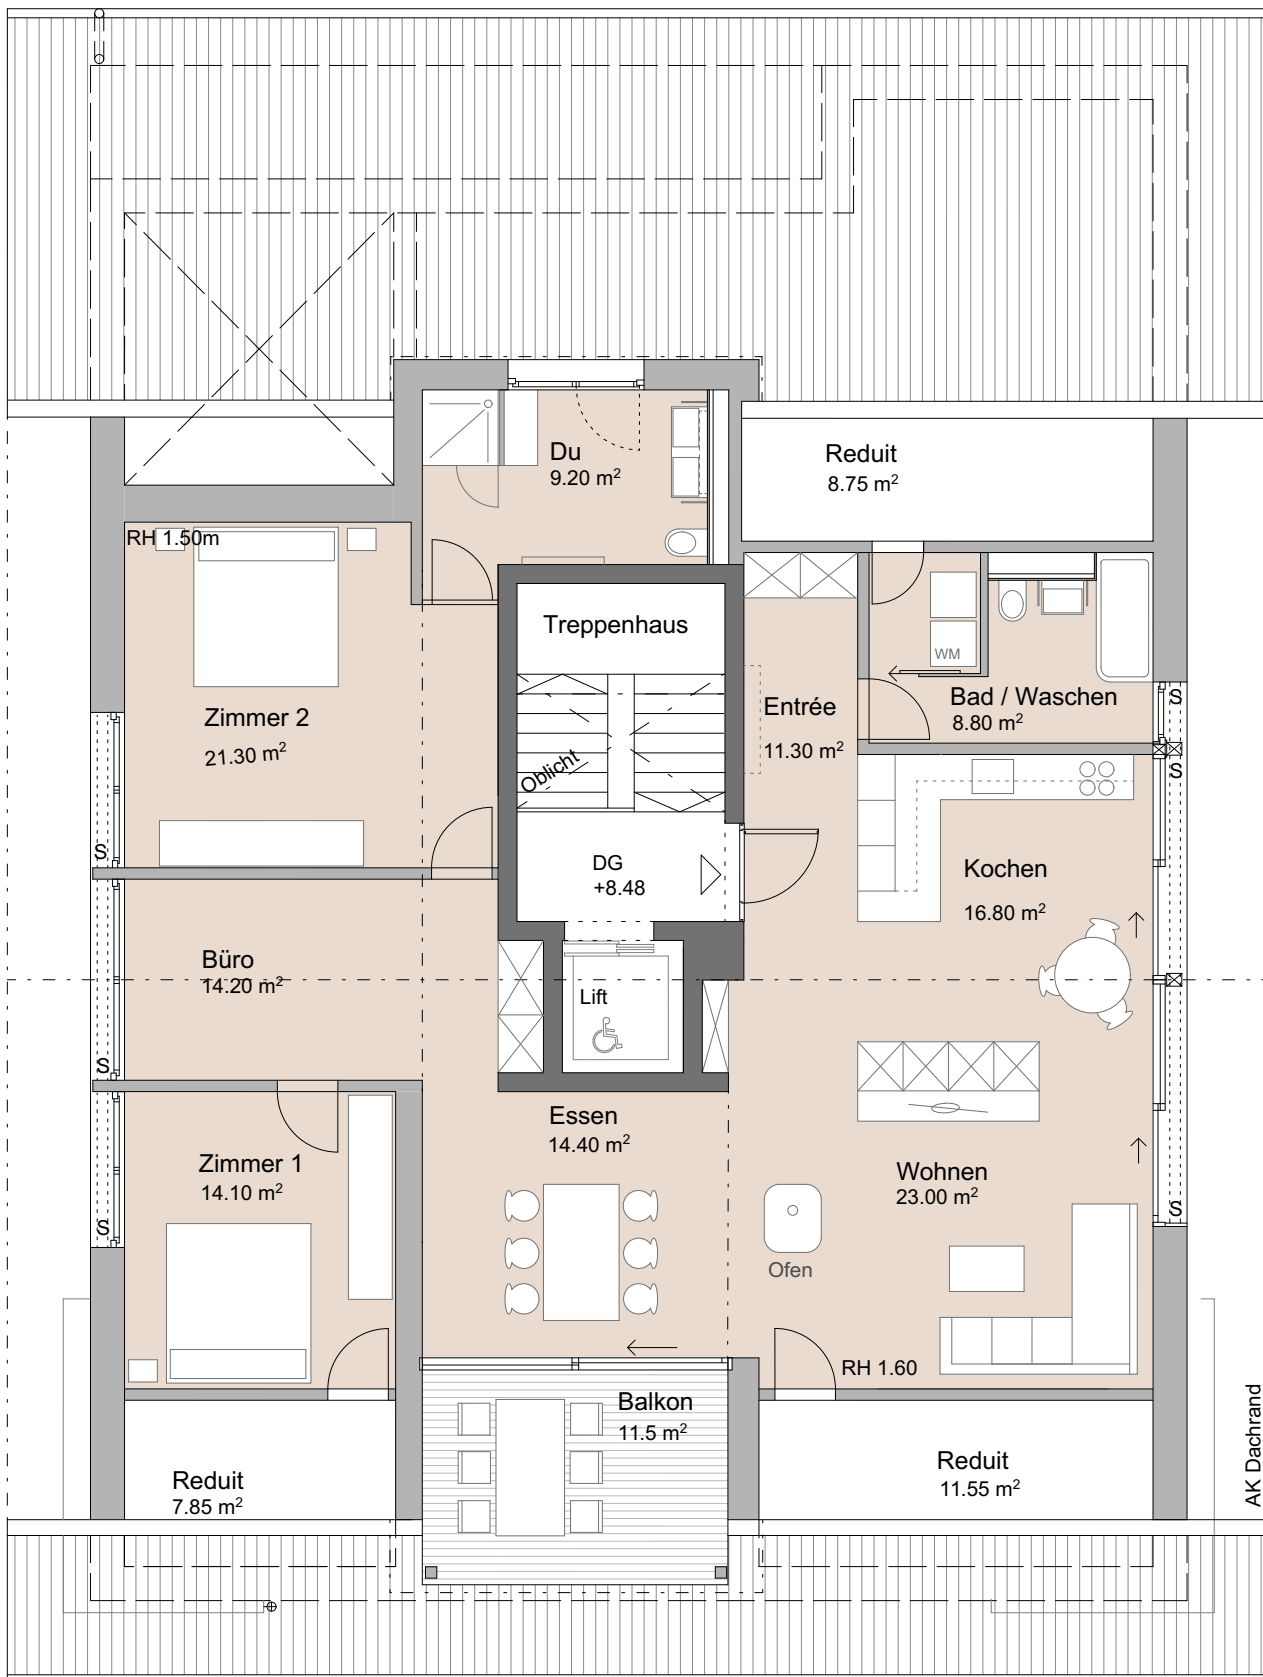 Du
9.20 m²
Reduit
8.75 m²
RH 1.50m
Treppenhaus
WM
Zimmer 2
21.30 m²
Entrée
11.30 m²
Bad / Waschen
8.80 m²
S
S
Oblicht
S
DG
+8.48
Kochen
16.80 m²
Büro
14.20 m²
Lift
S
Essen
14.40 m²
Zimmer 1
14.10 m²
Wohnen
23.00 m²
S
S
Ofen
RH 1.60
Balkon
11.5 m²
Reduit
7.85 m²
Reduit
11.55 m²
AK Dachrand